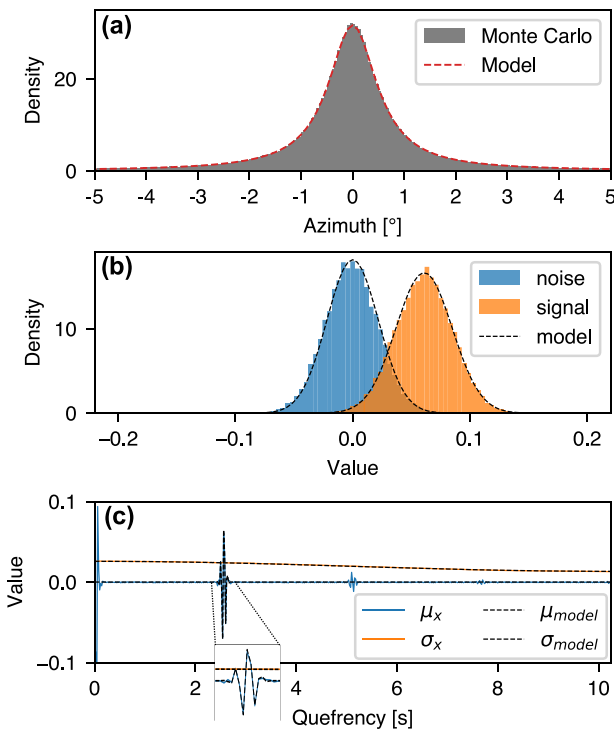 (a)
Monte Carlo
Model
Density
20
0
-5 -4 -3 -2 -1 0 1 2 3 4 5
Azimuth [°]
(b)
noise
signal
model
Density
10
0
−0.2 −0.1 0.0 0.1 0.2
Value
(c)
Value
0.1
0.0
−0.1
μx μmodel
σx σmodel
0 2 4 6 8 10
Quefrency [s]